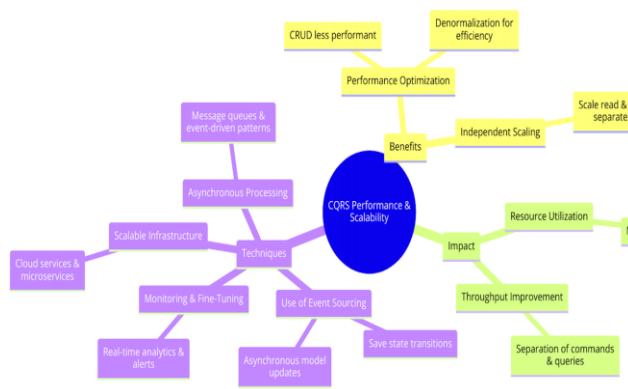 CRUD less performant
Denormalization for
efficiency
Performance Optimization
Scale read &
separate
Independent Scaling
Benefits
Message queues &
event-driven patterns
Asynchronous Processing
CQRS Performance &
Scalability
Scalable Infrastructure
Cloud services &
microservices
Techniques
Monitoring & Fine-Tuning
Real-time analytics &
alerts
Use of Event Sourcing
Asynchronous model
updates
Save state transitions
Impact
Resource Utilization
Throughput Improvement
Separation of commands
& queries